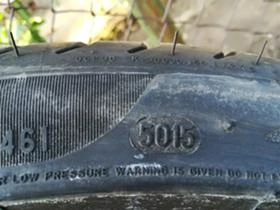 461
5015
LOW PRESSURE WARNING IS GIVEN DO NOT